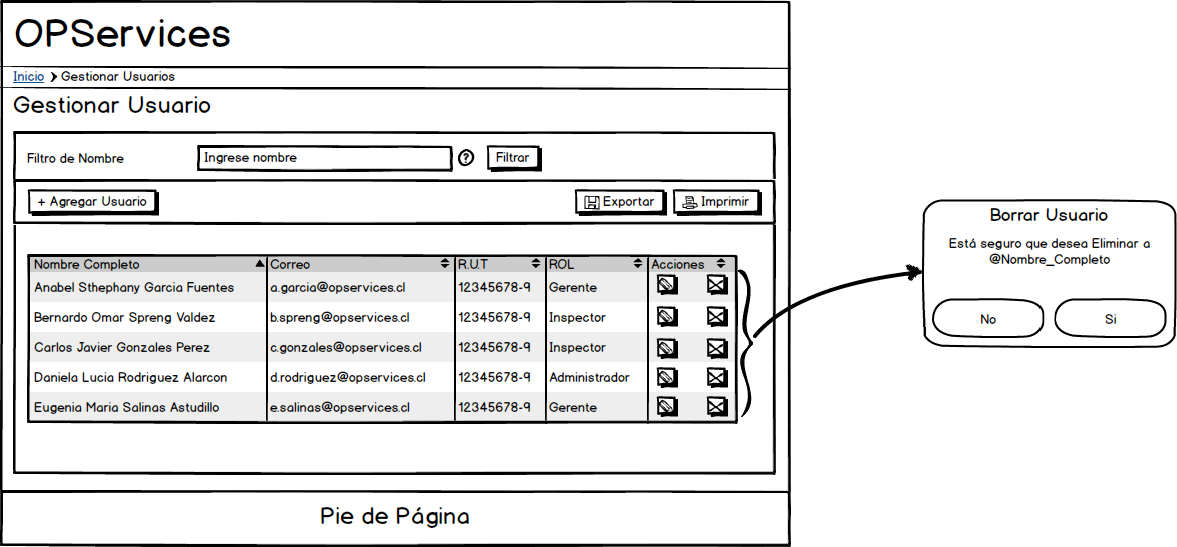 OPServices
Inicio ❯ Gestionar Usuarios
Gestionar Usuario
Filtro de Nombre Ingrese nombre ? Filtrar
+ Agregar Usuario Exportar Imprimir
Nombre Completo Correo R.U.T ROL Acciones
Anabel Sthephany Garcia Fuentes a.garcia@opservices.cl 12345678-9 Gerente
Bernardo Omar Spreng Valdez b.spreng@opservices.cl 12345678-9 Inspector
Carlos Javier Gonzales Perez c.gonzales@opservices.cl 12345678-9 Inspector
Daniela Lucia Rodriguez Alarcon d.rodriguez@opservices.cl 12345678-9 Administrador
Eugenia Maria Salinas Astudillo e.salinas@opservices.cl 12345678-9 Gerente
Pie de Página
Borrar Usuario
Está seguro que desea Eliminar a
@Nombre_Completo
No Si